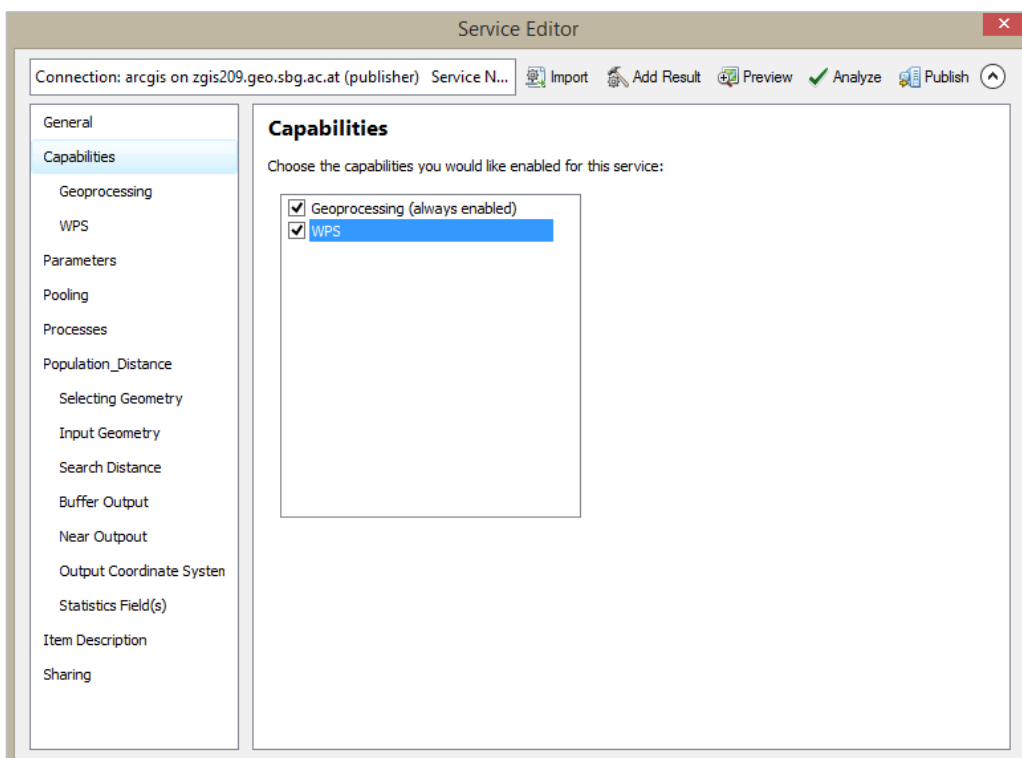 Service Editor
Connection: arcgis on zgis209.geo.sbg.ac.at (publisher) Service N... Import Add Result Preview Analyze Publish
General
Capabilities
Geoprocessing
WPS
Parameters
Pooling
Processes
Population_Distance
Selecting Geometry
Input Geometry
Search Distance
Buffer Output
Near Outpout
Output Coordinate System
Statistics Field(s)
Item Description
Sharing
Capabilities
Choose the capabilities you would like enabled for this service:
Geoprocessing (always enabled)
WPS